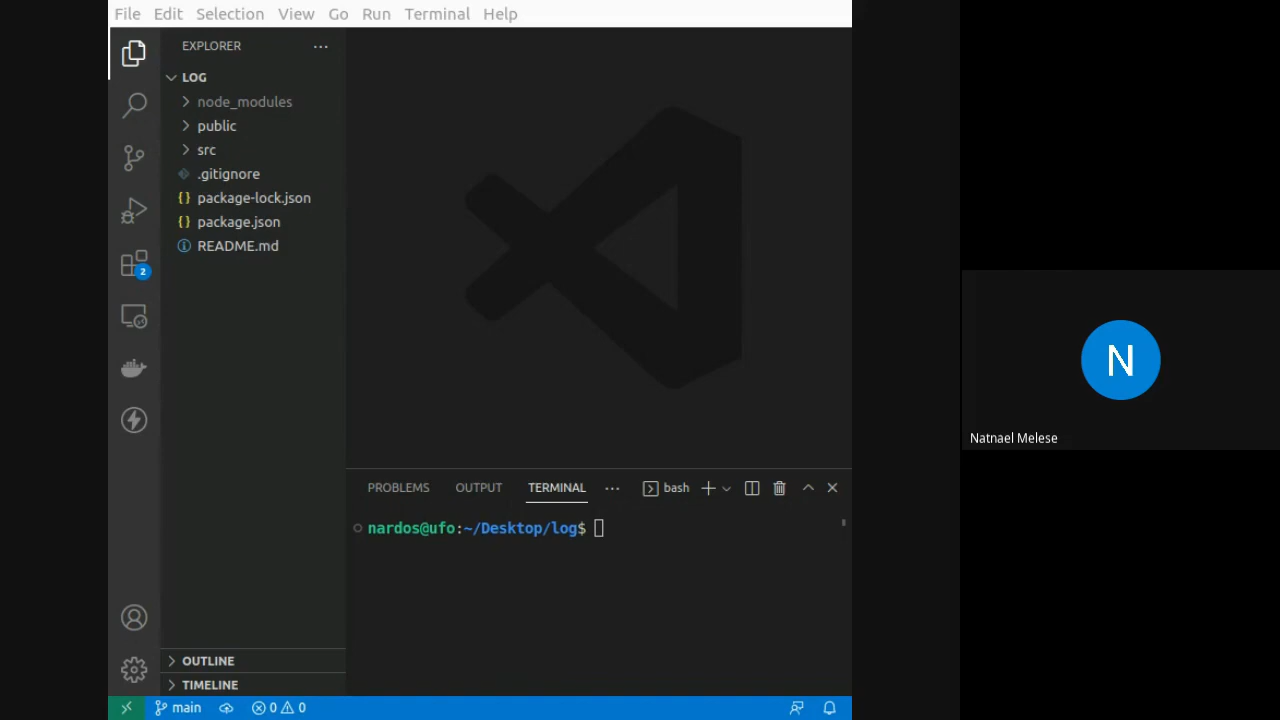 File Edit Selection View Go Run Terminal Help
EXPLORER
LOG
node_modules
public
src
.gitignore
package-lock.json
package.json
README.md
2
PROBLEMS OUTPUT TERMINAL bash
nardos@ufo:~/Desktop/log$
OUTLINE
TIMELINE
main 0 0
N
Natnael Melese